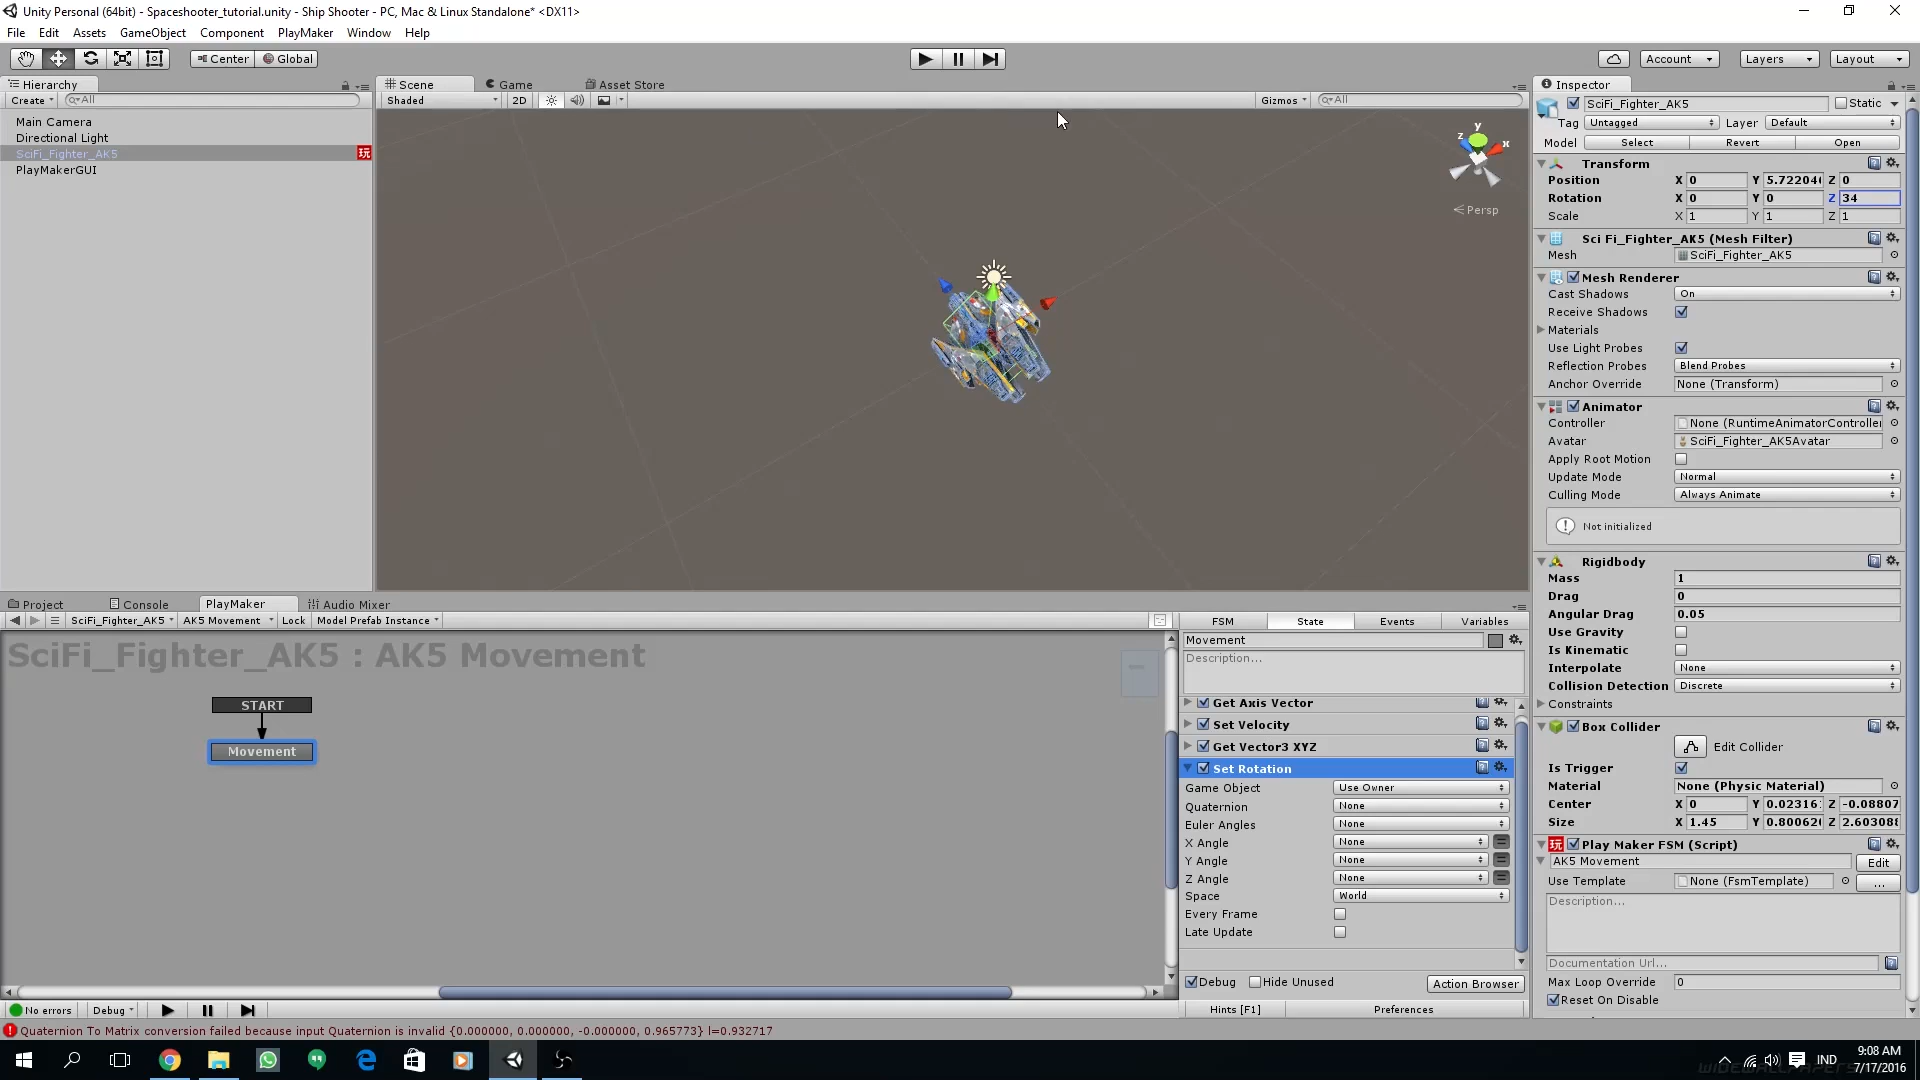 Unity Personal (64bit) - Spaceshooter_tutorial.unity - Ship Shooter - PC, Mac & Linux Standalone* <DX11>
File Edit Assets GameObject Component PlayMaker Window Help
Center Global Account Layers Layout
Hierarchy
Create All
Main Camera
Directional Light
SciFi_Fighter_AK5 玩
PlayMakerGUI
Scene Game Asset Store
Shaded 2D Gizmos All
y
z x
Persp
Inspector
SciFi_Fighter_AK5 Static
Tag Untagged Layer Default
Model Select Revert Open
Transform
Position X 0 Y 5.72204( Z 0
Rotation X 0 Y 0 Z 34
Scale X 1 Y 1 Z 1
Sci Fi_Fighter_AK5 (Mesh Filter)
Mesh SciFi_Fighter_AK5
Mesh Renderer
Cast Shadows On
Receive Shadows
Materials
Use Light Probes
Reflection Probes Blend Probes
Anchor Override None (Transform)
Animator
Controller None (RuntimeAnimatorController
Avatar SciFi_Fighter_AK5Avatar
Apply Root Motion
Update Mode Normal
Culling Mode Always Animate
Not initialized
Rigidbody
Mass 1
Drag 0
Angular Drag 0.05
Use Gravity
Is Kinematic
Interpolate None
Collision Detection Discrete
Constraints
Box Collider
Edit Collider
Is Trigger
Material None (Physic Material)
Center X 0 Y 0.02316: Z -0.08807
Size X 1.45 Y 0.80062( Z 2.60308
玩 Play Maker FSM (Script)
AK5 Movement Edit
Use Template None (FsmTemplate) ...
Description...
Documentation Url...
Max Loop Override 0
Reset On Disable
Project Console PlayMaker Audio Mixer
SciFi_Fighter_AK5 AK5 Movement Lock Model Prefab Instance
SciFi_Fighter_AK5 : AK5 Movement
START
Movement
FSM State Events Variables
Movement
Description...
Get Axis Vector
Set Velocity
Get Vector3 XYZ
Set Rotation
Game Object Use Owner
Quaternion None
Euler Angles None
X Angle None
Y Angle None
Z Angle None
Space World
Every Frame
Late Update
Debug Hide Unused Action Browser
Hints [F1] Preferences
No errors Debug
Quaternion To Matrix conversion failed because input Quaternion is invalid {0.000000, 0.000000, -0.000000, 0.965773} l=0.932717
IND
9:08 AM
7/17/2016